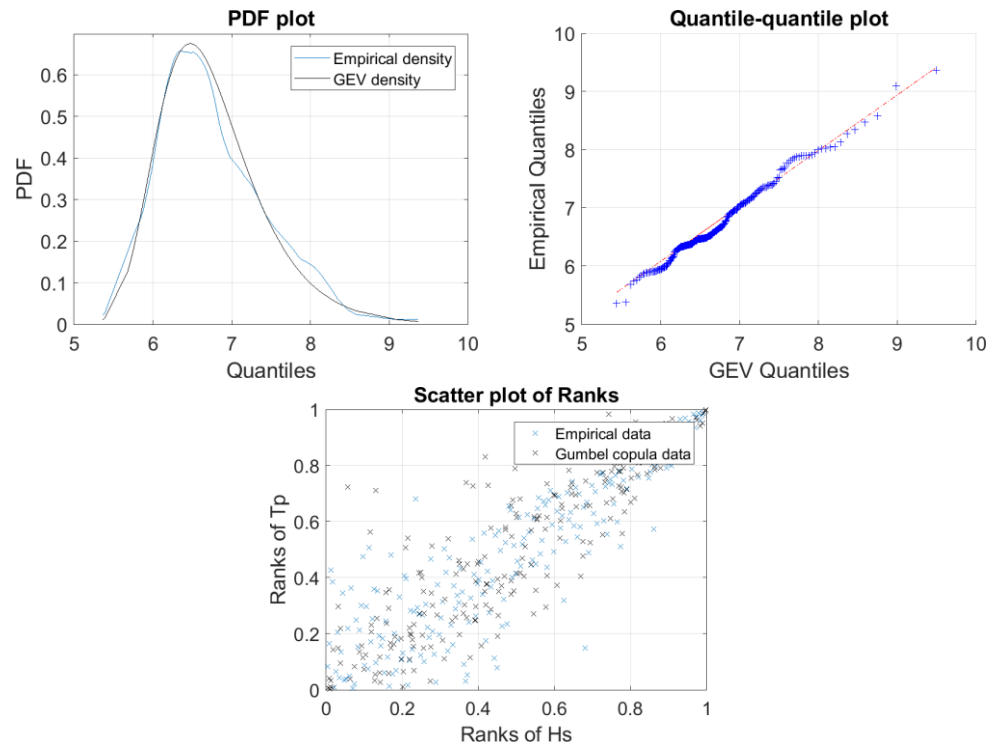 PDF plot
0.6
0.5
0.4
0.3
0.2
0.1
0
PDF
5 6 7 8 9 10
Quantiles
Empirical density
GEV density
Quantile-quantile plot
10
9
8
7
6
5
Empirical Quantiles
5 6 7 8 9 10
GEV Quantiles
Scatter plot of Ranks
1
0.8
0.6
0.4
0.2
0
Ranks of Tp
0 0.2 0.4 0.6 0.8 1
Ranks of Hs
Empirical data
Gumbel copula data